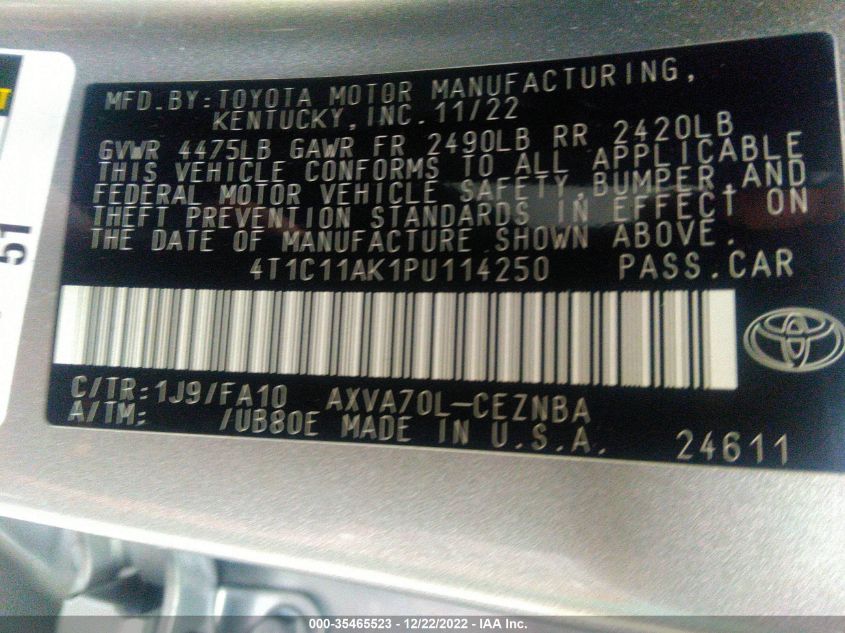 MFD.BY:TOYOTA MOTOR MANUFACTURING,
KENTUCKY,INC.11/22
GVWR 4475LB GAWR FR 2490LB RR 2420LB
THIS VEHICLE CONFORMS TO ALL APPLICABLE
FEDERAL MOTOR VEHICLE SAFETY,BUMPER,AND
THEFT PREVENTION STANDARDS IN EFFECT ON
THE DATE OF MANUFACTURE SHOWN ABOVE.
4T1C11AK1PU114250 PASS.CAR
C/TR:1J9/FA10 AXVA70L-CEZNBA
A/TM: /UB80E MADE IN U.S.A.
24611
000-35465523 - 12/22/2022 - IAA Inc.